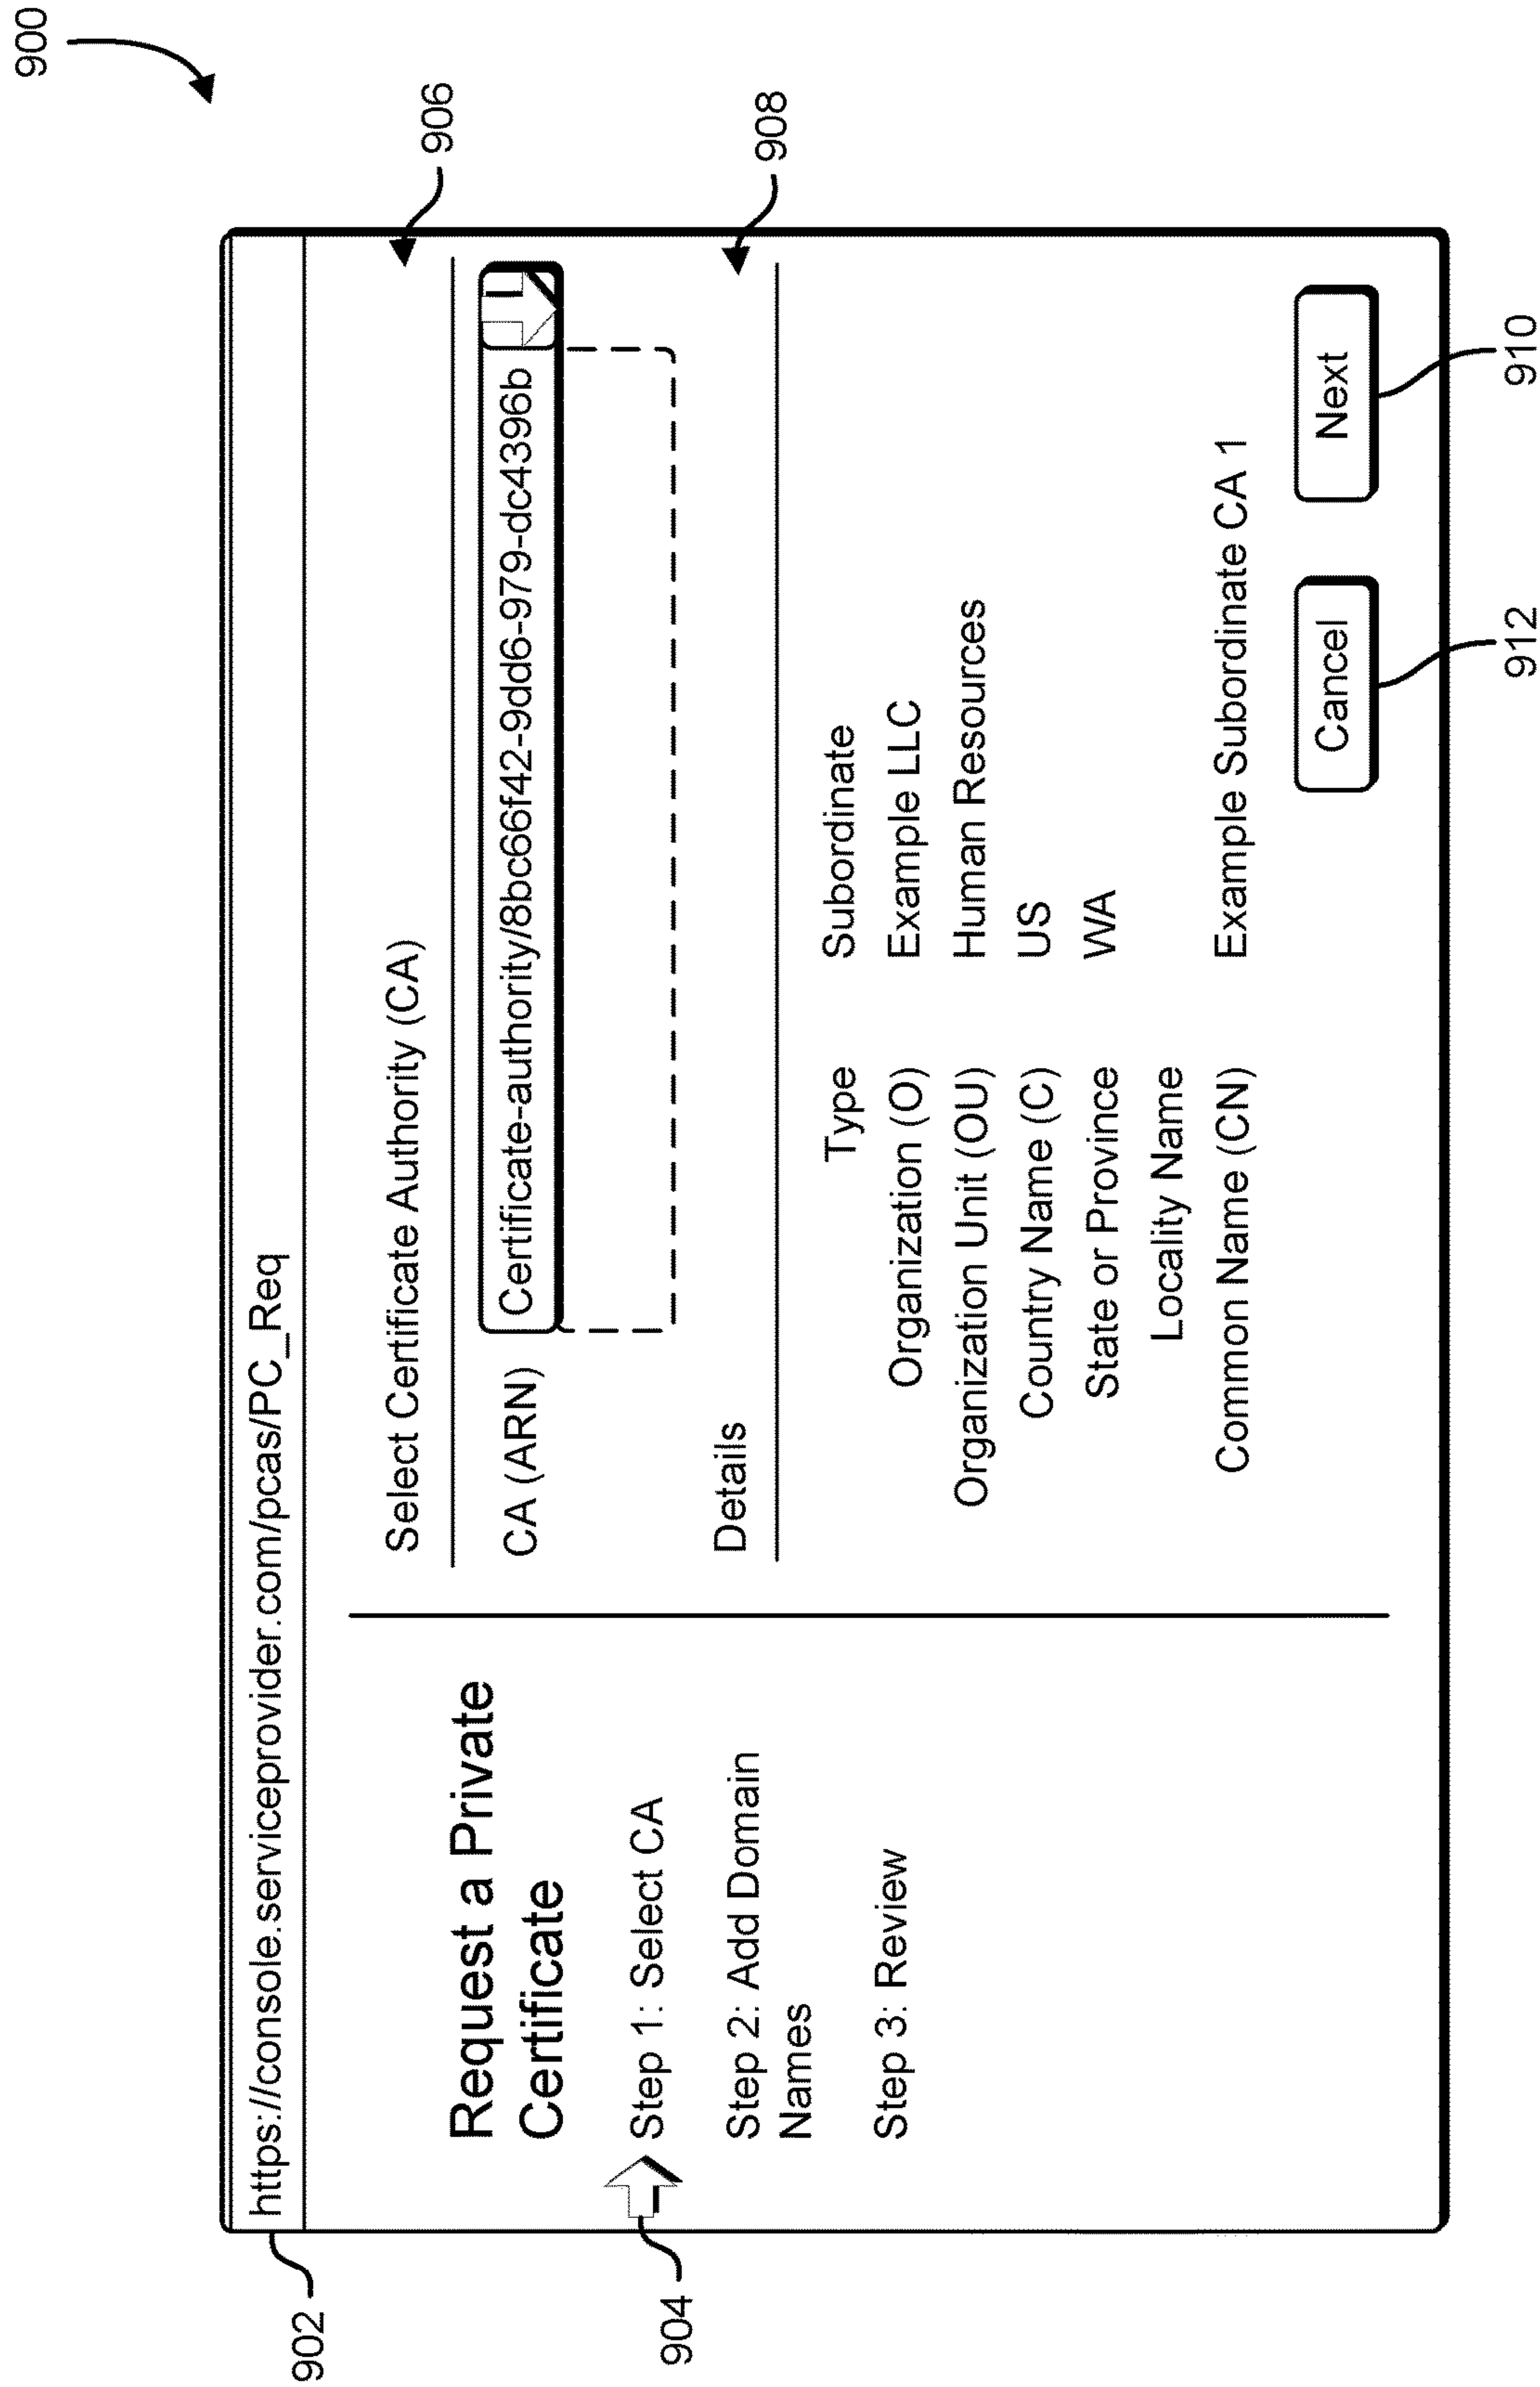 900
902
https://console.serviceprovider.com/pcas/PC_Req
Request a Private
Certificate
904
Step 1: Select CA
Step 2: Add Domain
Names
Step 3: Review
Select Certificate Authority (CA)
906
CA (ARN) Certificate-authority/8bc66f42-9dd6-979-dc4396b
Details
908
Type Subordinate
Organization (O) Example LLC
Organization Unit (OU) Human Resources
Country Name (C) US
State or Province WA
Locality Name
Common Name (CN) Example Subordinate CA 1
Cancel Next
912 910